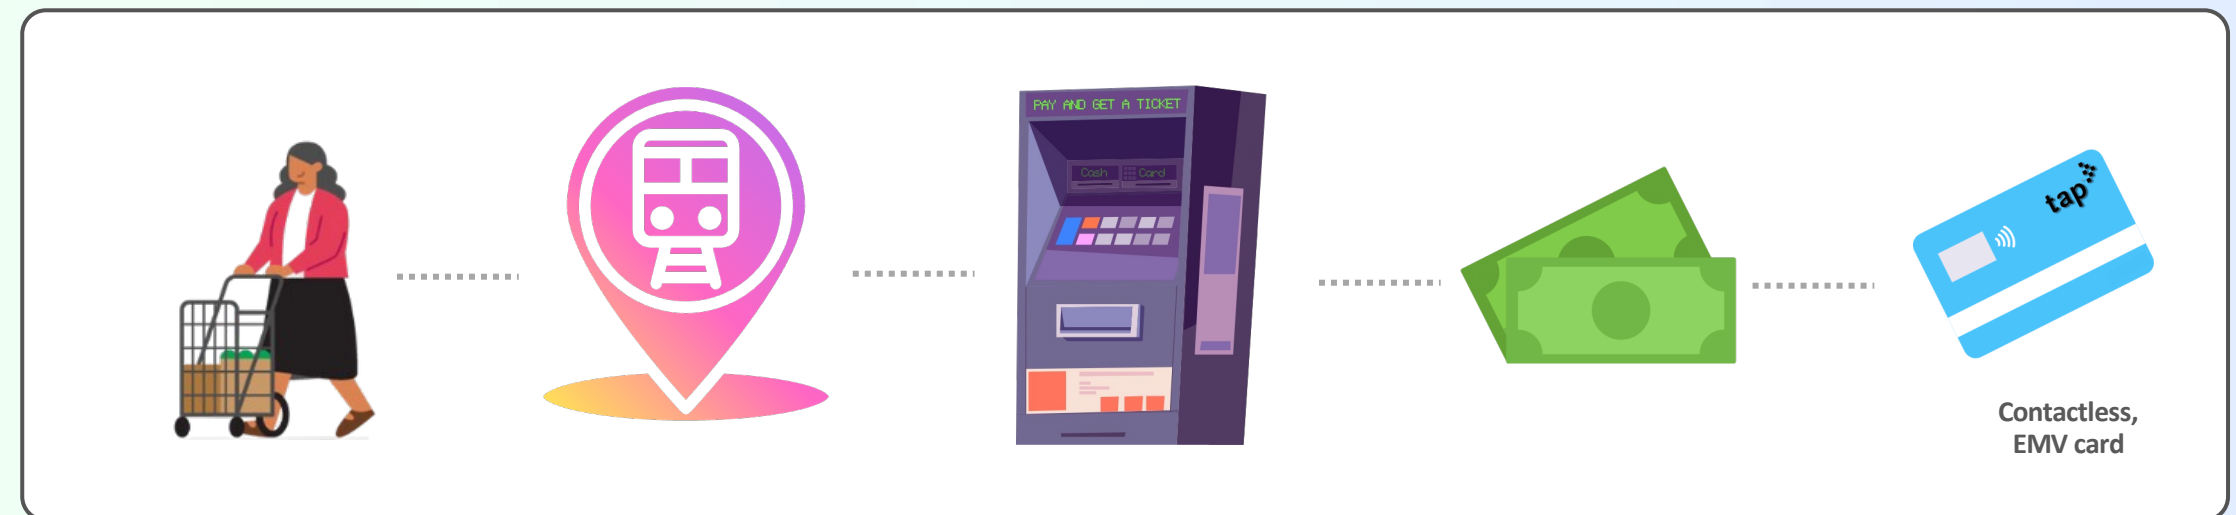 PAY AND GET A TICKET
Cash
Card
tap
Contactless,
EMV card